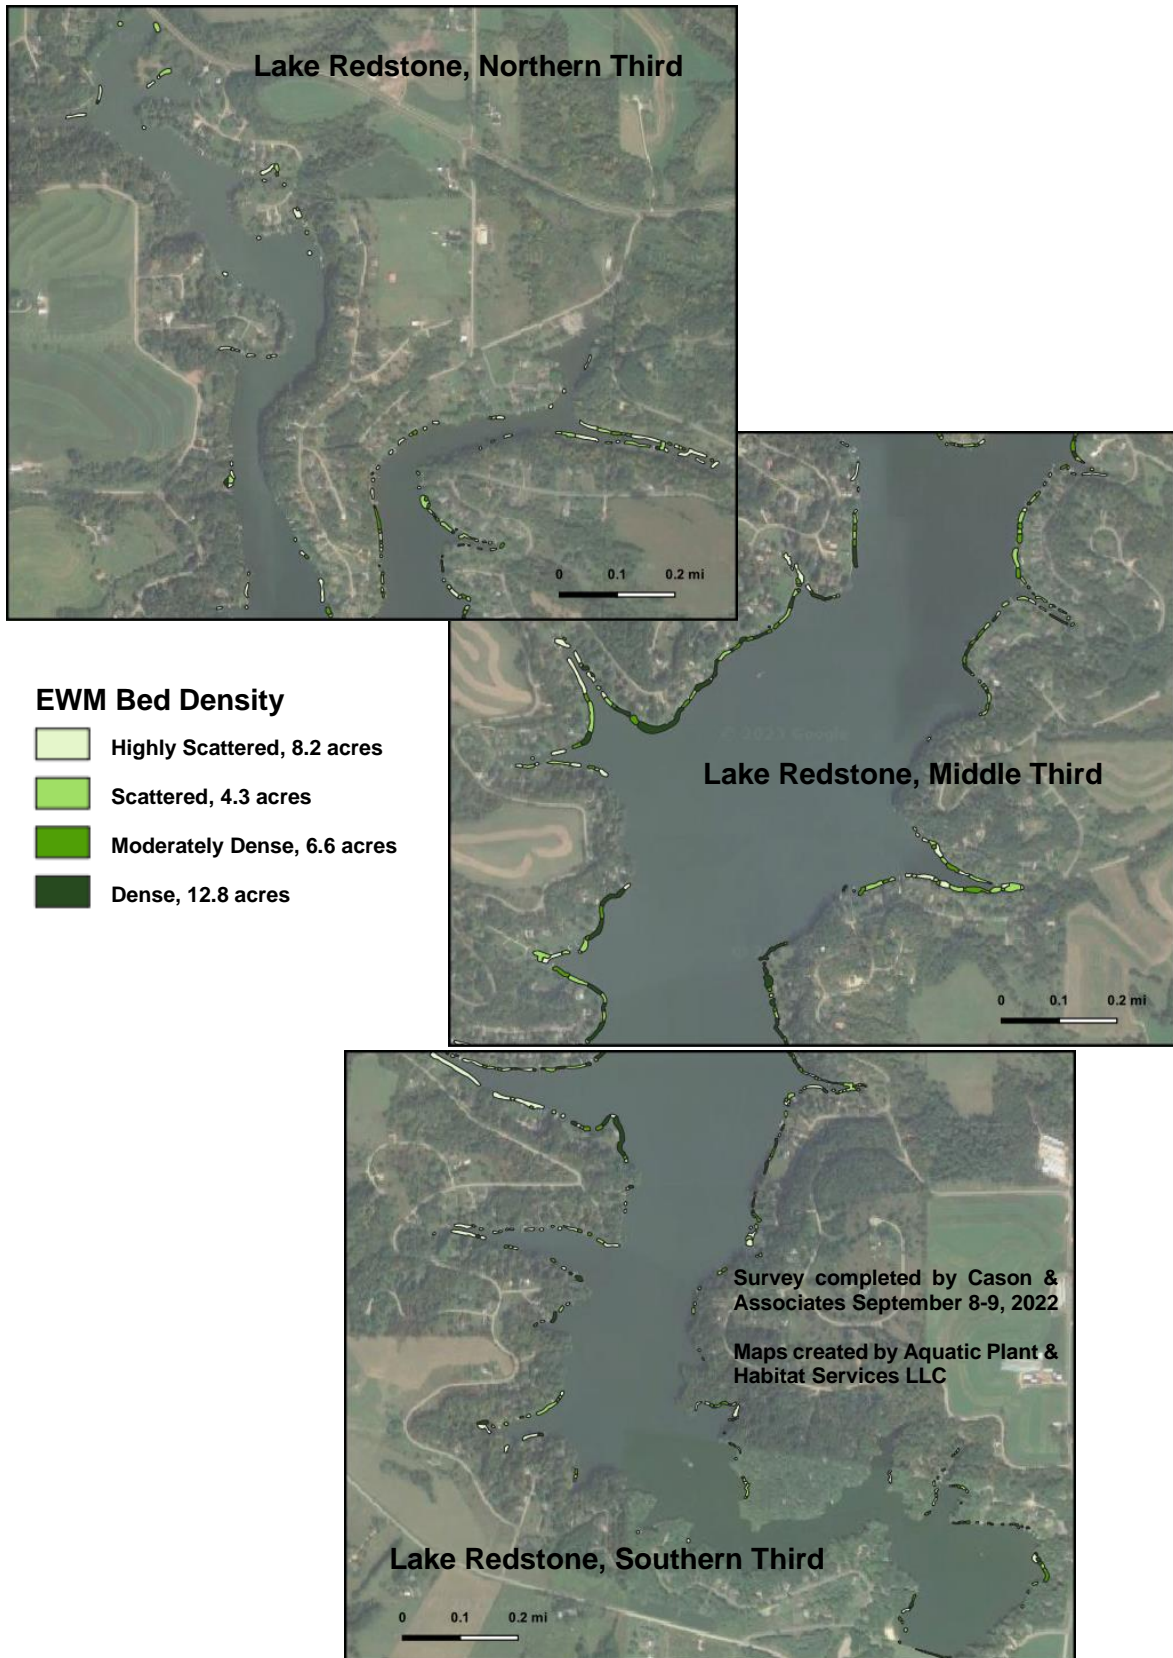 Lake Redstone, Northern Third
0 0.1 0.2 mi
EWM Bed Density
Highly Scattered, 8.2 acres
Scattered, 4.3 acres
Moderately Dense, 6.6 acres
Dense, 12.8 acres
© 2023 Google
Lake Redstone, Middle Third
0 0.1 0.2 mi
Survey completed by Cason &
Associates September 8-9, 2022
Maps created by Aquatic Plant &
Habitat Services LLC
Lake Redstone, Southern Third
0 0.1 0.2 mi